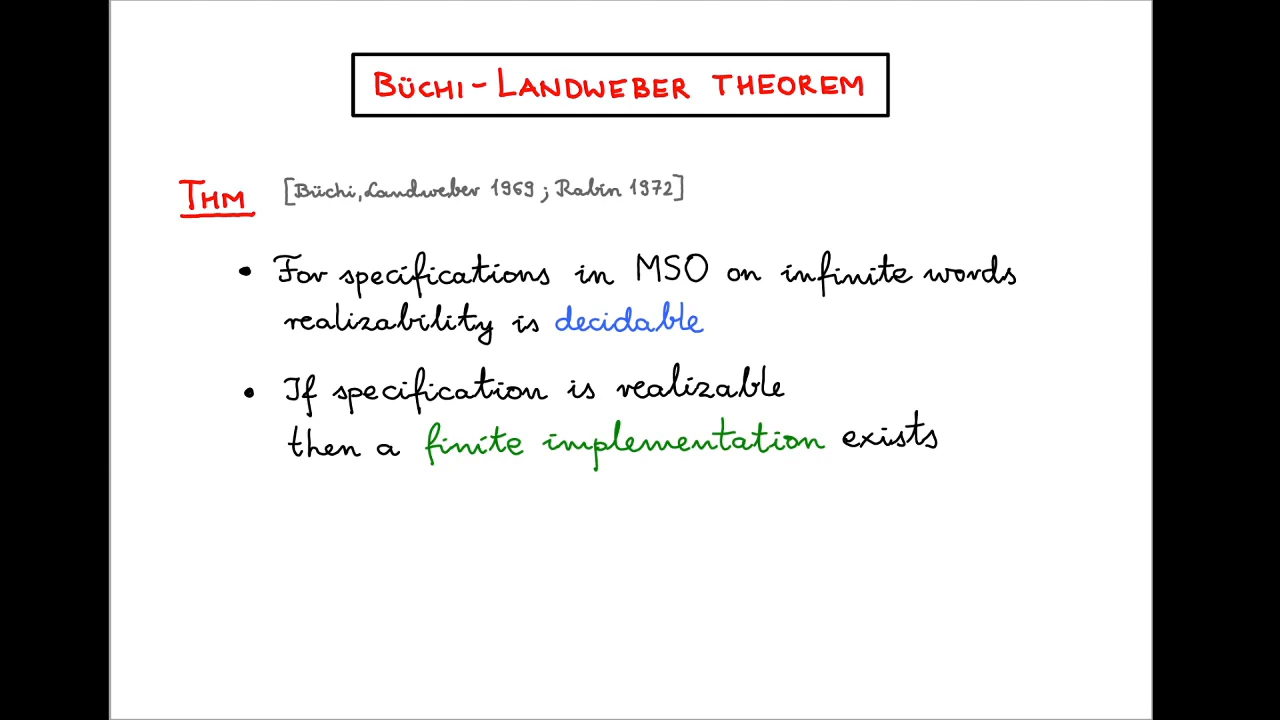 BÜCHI - LANDWEBER THEOREM
THM [Büchi, Landweber 1969 ; Rabin 1972]
• For specifications in MSO on infinite words
realizability is decidable
• If specification is realizable
then a finite implementation exists